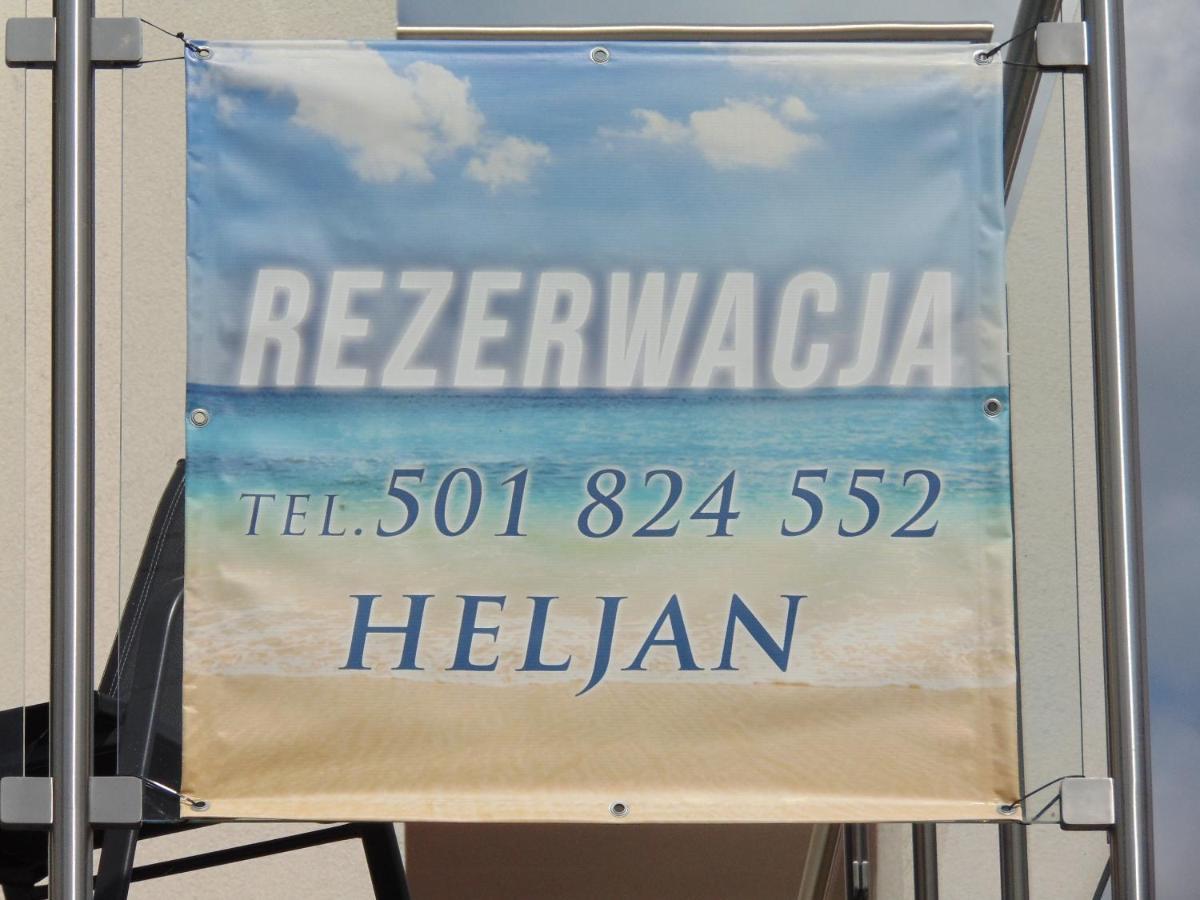 REZERWACJA
TEL. 501 824 552
HELJAN